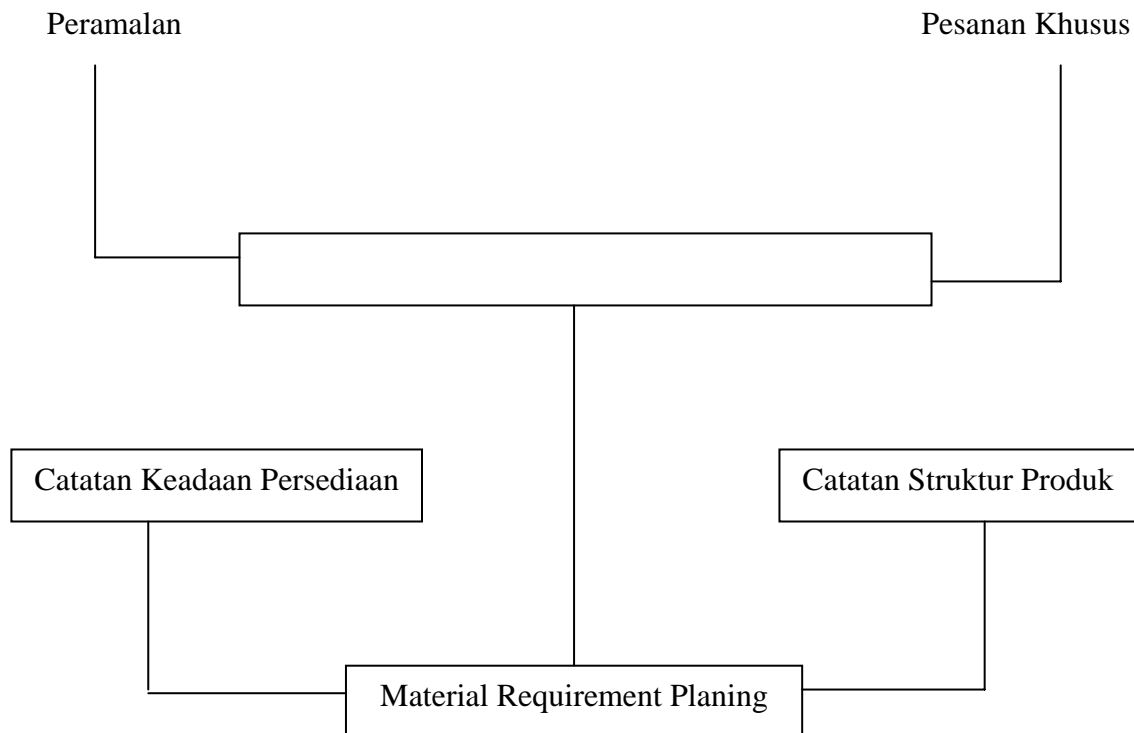 Peramalan
Pesanan Khusus
Catatan Keadaan Persediaan
Catatan Struktur Produk
Material Requirement Planing